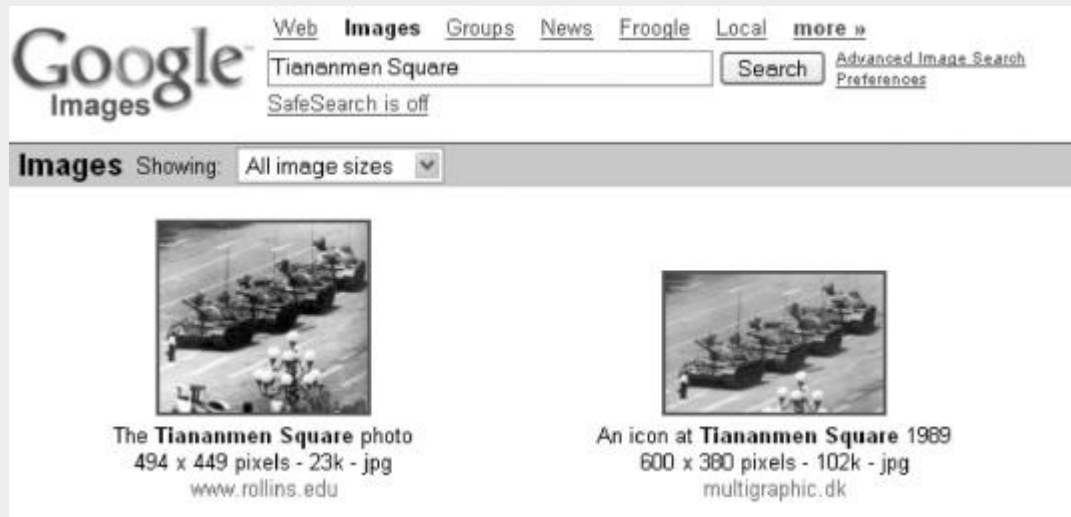 Web Images Groups News Froogle Local more »
Google
Images
Tiananmen Square Search Advanced Image Search
Preferences
SafeSearch is off
Images Showing: All image sizes
The Tiananmen Square photo
494 x 449 pixels - 23k - jpg
www.rollins.edu
An icon at Tiananmen Square 1989
600 x 380 pixels - 102k - jpg
multigraphic.dk